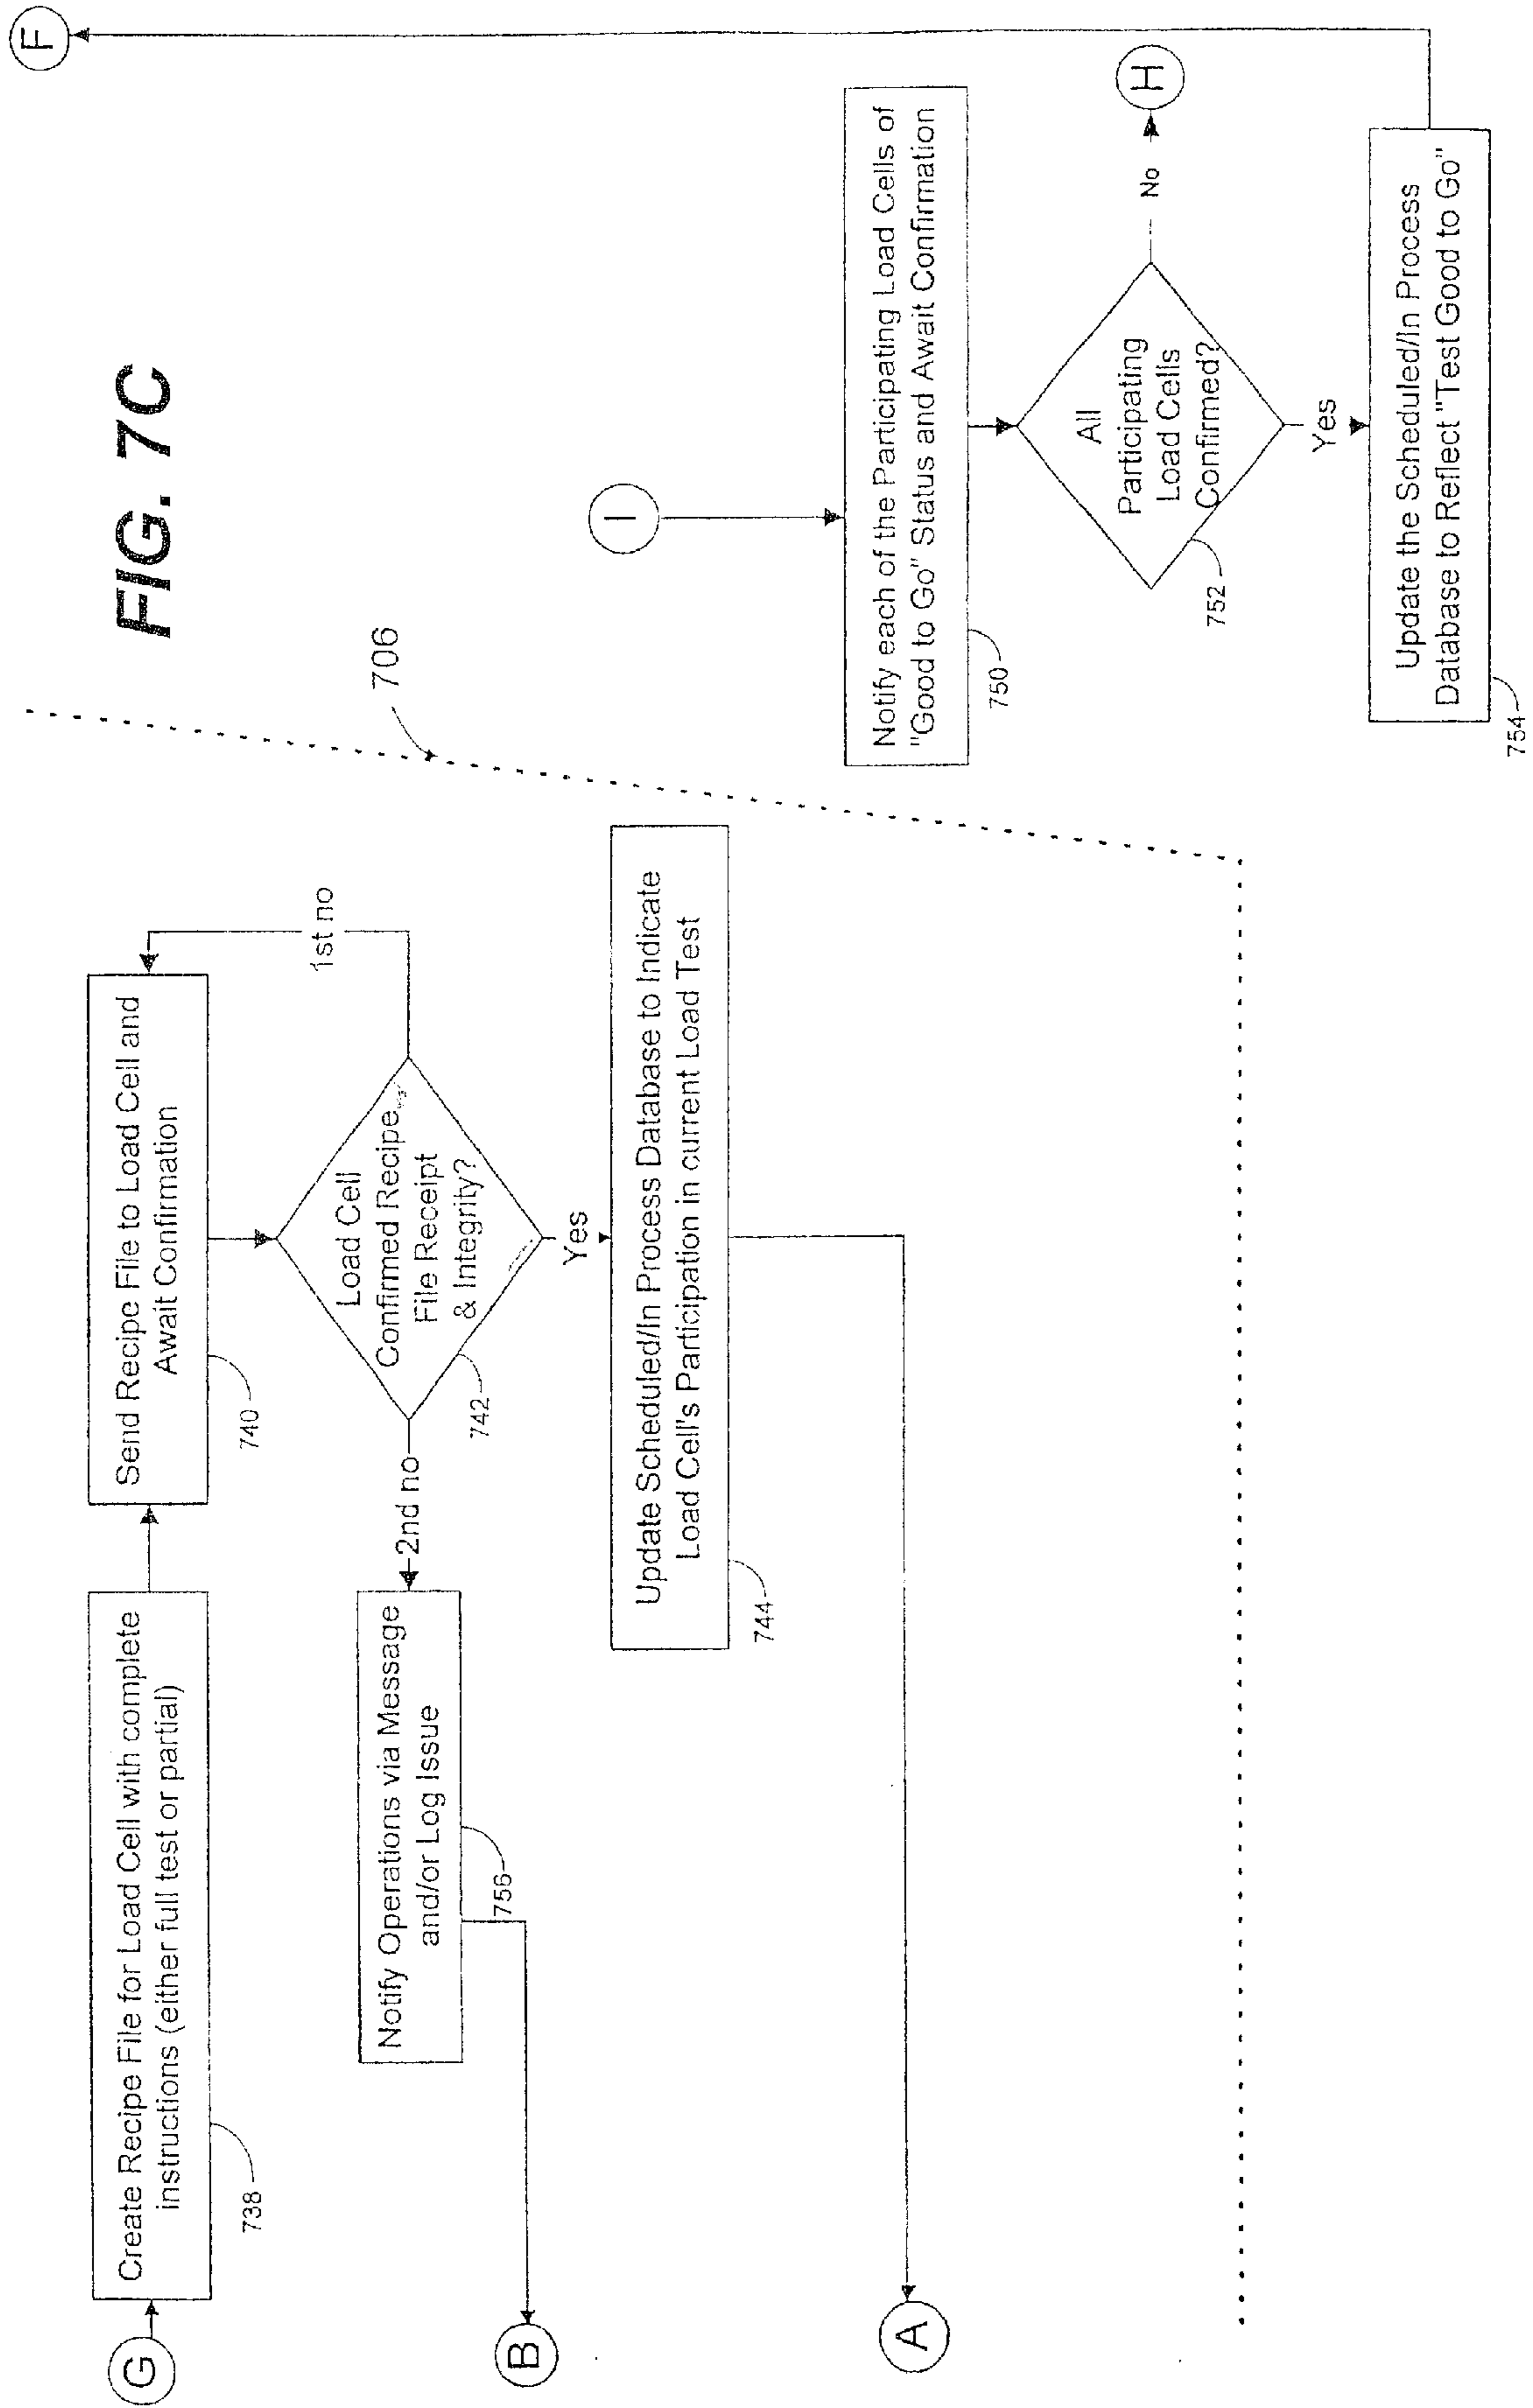 FIG. 7C
706
G
Create Recipe File for Load Cell with complete
instructions (either full test or partial)
738
Send Recipe File to Load Cell and
Await Confirmation
740
1st no
Load Cell
Confirmed Recipe
File Receipt
& Integrity?
742
2nd no
Notify Operations via Message
and/or Log Issue
756
B
Yes
Update Scheduled/In Process Database to Indicate
Load Cell's Participation in current Load Test
744
A
I
Notify each of the Participating Load Cells of
"Good to Go" Status and Await Confirmation
750
All
Participating
Load Cells
Confirmed?
752
No
H
Yes
Update the Scheduled/In Process
Database to Reflect "Test Good to Go"
754
F